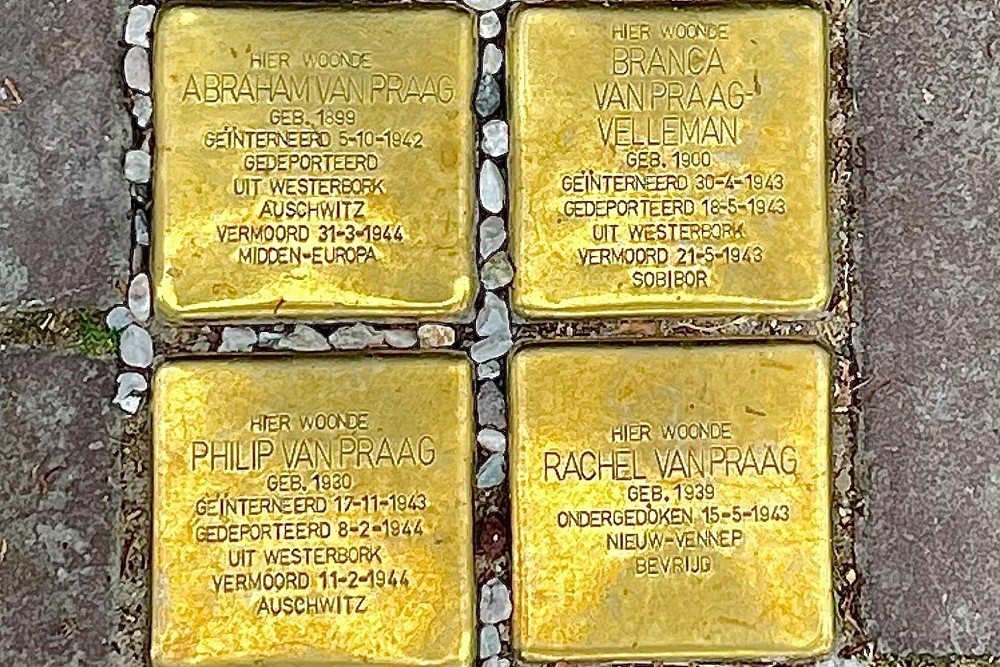 HIER WOONDE
ABRAHAM VAN PRAAG
GEB. 1899
GEÏNTERNEERD 5-10-1942
GEDEPORTEERD
UIT WESTERBORK
AUSCHWITZ
VERMOORD 31-3-1944
MIDDEN-EUROPA
HIER WOONDE
BRANCA
VAN PRAAG-
VELLEMAN
GEB. 1900
GEÏNTERNEERD 30-4-1943
GEDEPORTEERD 18-5-1943
UIT WESTERBORK
VERMOORD 21-5-1943
SOBIBOR
HIER WOONDE
PHILIP VAN PRAAG
GEB. 1930
GEÏNTERNEERD 17-11-1943
GEDEPORTEERD 8-2-1944
UIT WESTERBORK
VERMOORD 11-2-1944
AUSCHWITZ
HIER WOONDE
RACHEL VAN PRAAG
GEB. 1939
ONDERGEDOKEN 15-5-1943
NIEUW-VENNEP
BEVRIJD